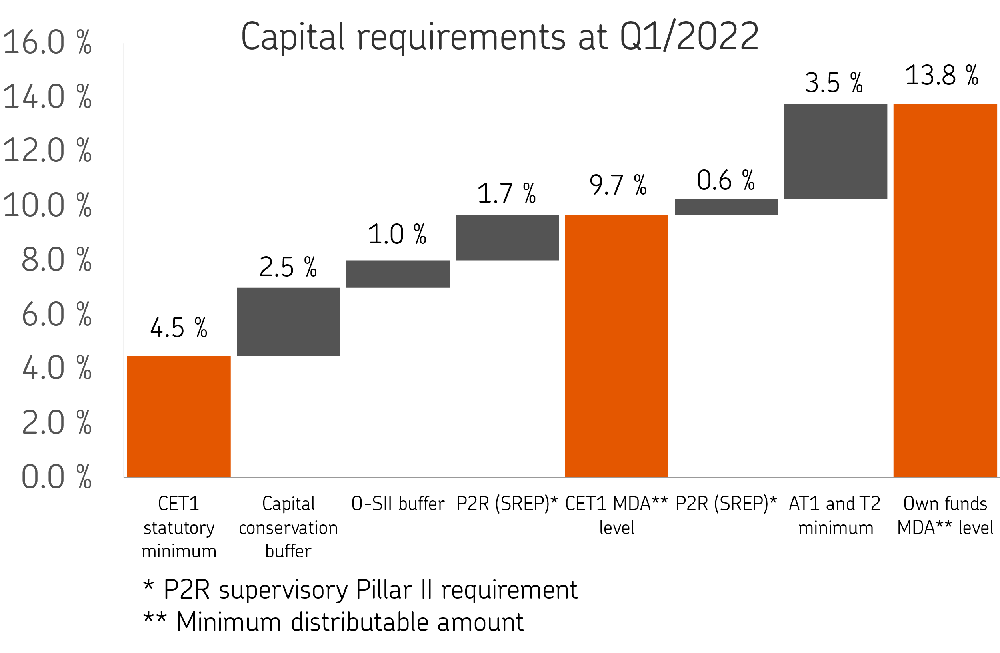 Capital requirements at Q1/2022
16.0 %
14.0 %
12.0 %
10.0 %
8.0 %
6.0 %
4.0 %
2.0 %
0.0 %
4.5 %
2.5 %
1.0 %
1.7 %
9.7 %
0.6 %
3.5 %
13.8 %
CET1
statutory
minimum
Capital
conservation
buffer
O-SII buffer
P2R (SREP)*
CET1 MDA**
level
P2R (SREP)*
AT1 and T2
minimum
Own funds
MDA** level
* P2R supervisory Pillar II requirement
** Minimum distributable amount